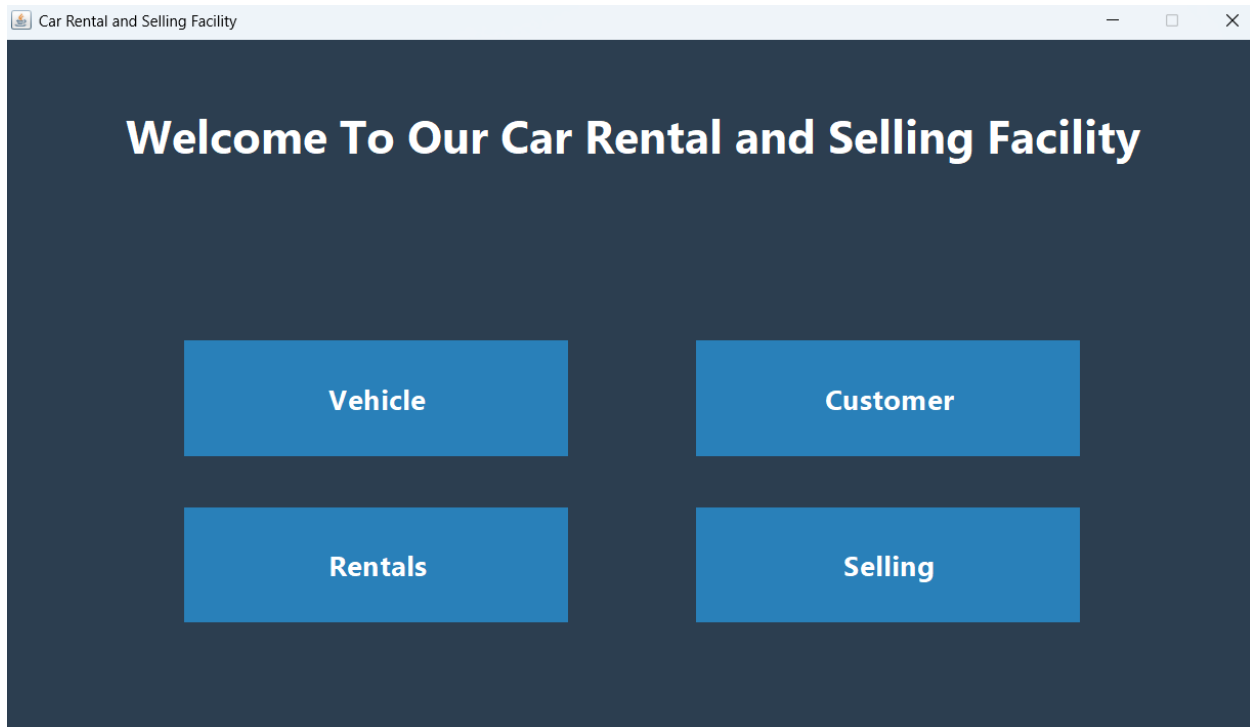 Car Rental and Selling Facility
Welcome To Our Car Rental and Selling Facility
Vehicle
Customer
Rentals
Selling